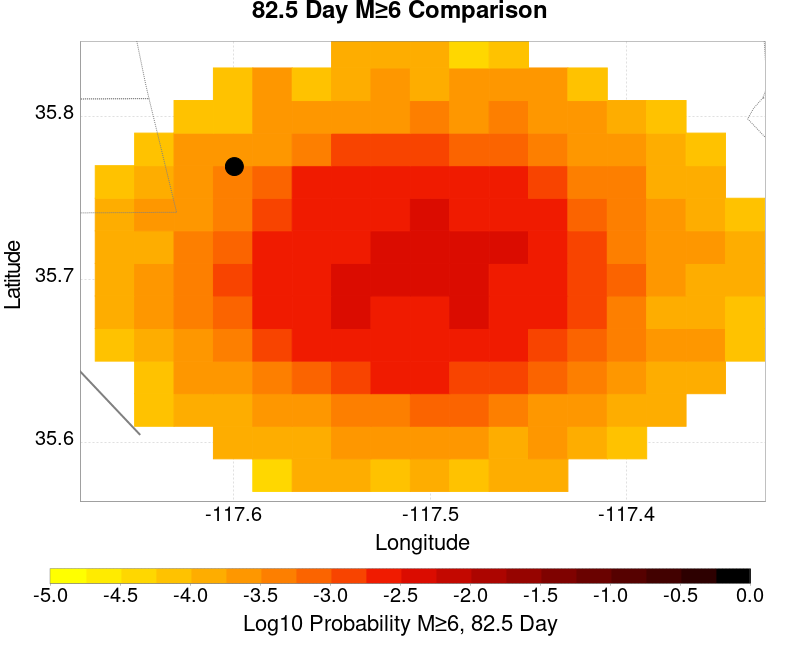 82.5 Day M≥6 Comparison
35.8
35.7
35.6
Latitude
-117.6 -117.5 -117.4
Longitude
-5.0 -4.5 -4.0 -3.5 -3.0 -2.5 -2.0 -1.5 -1.0 -0.5 0.0
Log10 Probability M≥6, 82.5 Day